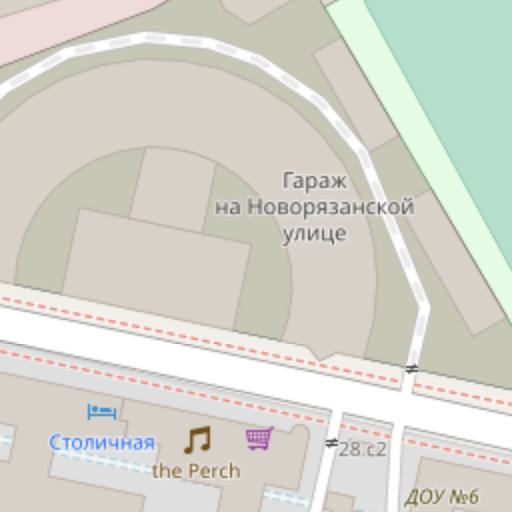 Гараж
на Новорязанской
улице
Столичная
the Perch
28 с2
ДОУ №6